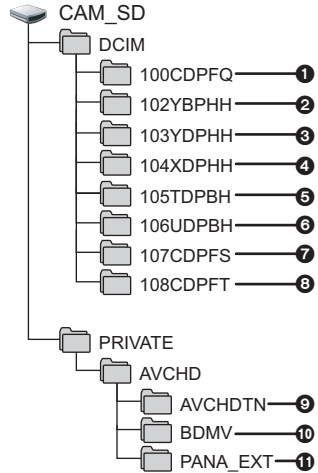 CAM_SD
DCIM
100CDPFQ 1
102YBPHH 2
103YDPHH 3
104XDPHH 4
105TDPBH 5
106UDPBH 6
107CDPFS 7
108CDPFT 8
PRIVATE
AVCHD
AVCHDTN 9
BDMV 10
PANA_EXT 11